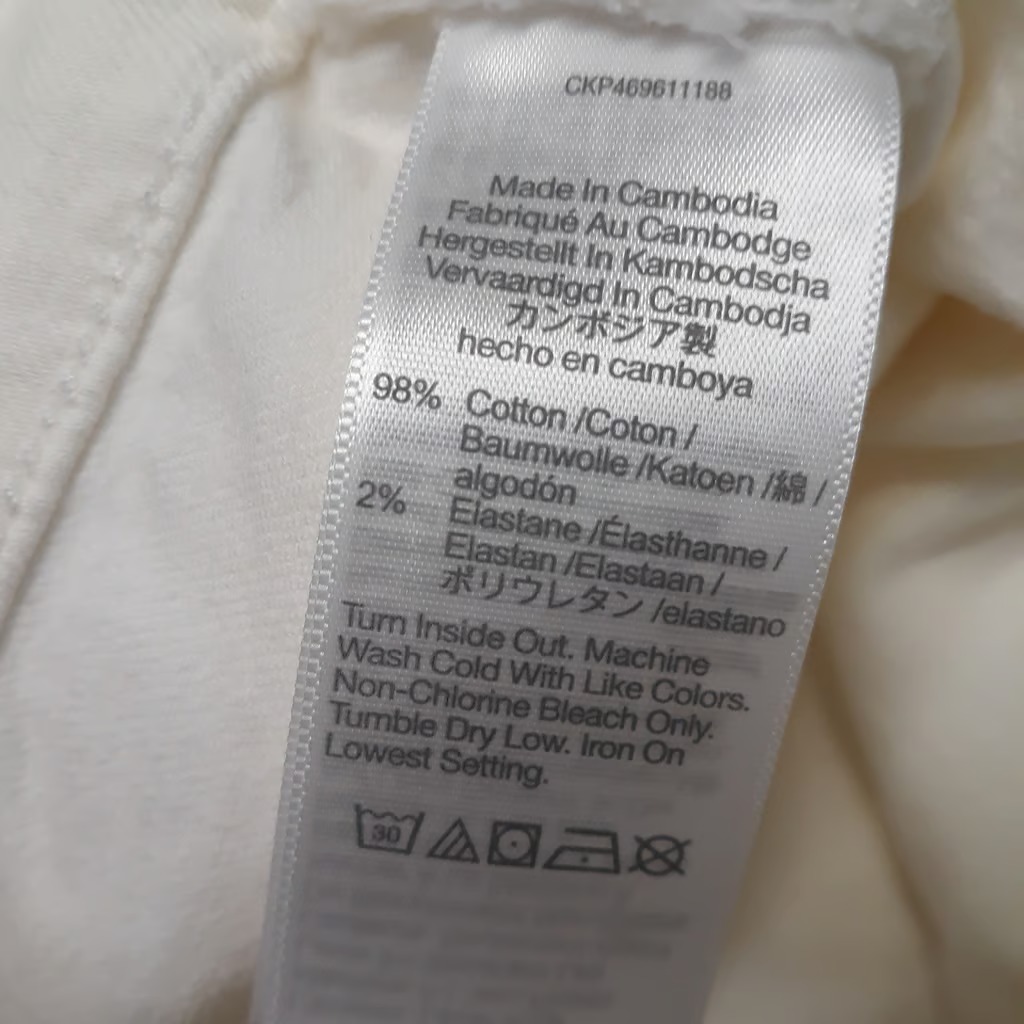 CKP469611188
Made In Cambodia
Fabriqué Au Cambodge
Hergestellt In Kambodscha
Vervaardigd In Cambodja
カンボジア製
hecho en camboya
98% Cotton /Coton /
Baumwolle /Katoen /綿 /
algodón
2% Elastane /Élasthanne /
Elastan /Elastaan /
ポリウレタン /elastano
Turn Inside Out. Machine
Wash Cold With Like Colors.
Non-Chlorine Bleach Only.
Tumble Dry Low. Iron On
Lowest Setting.
30